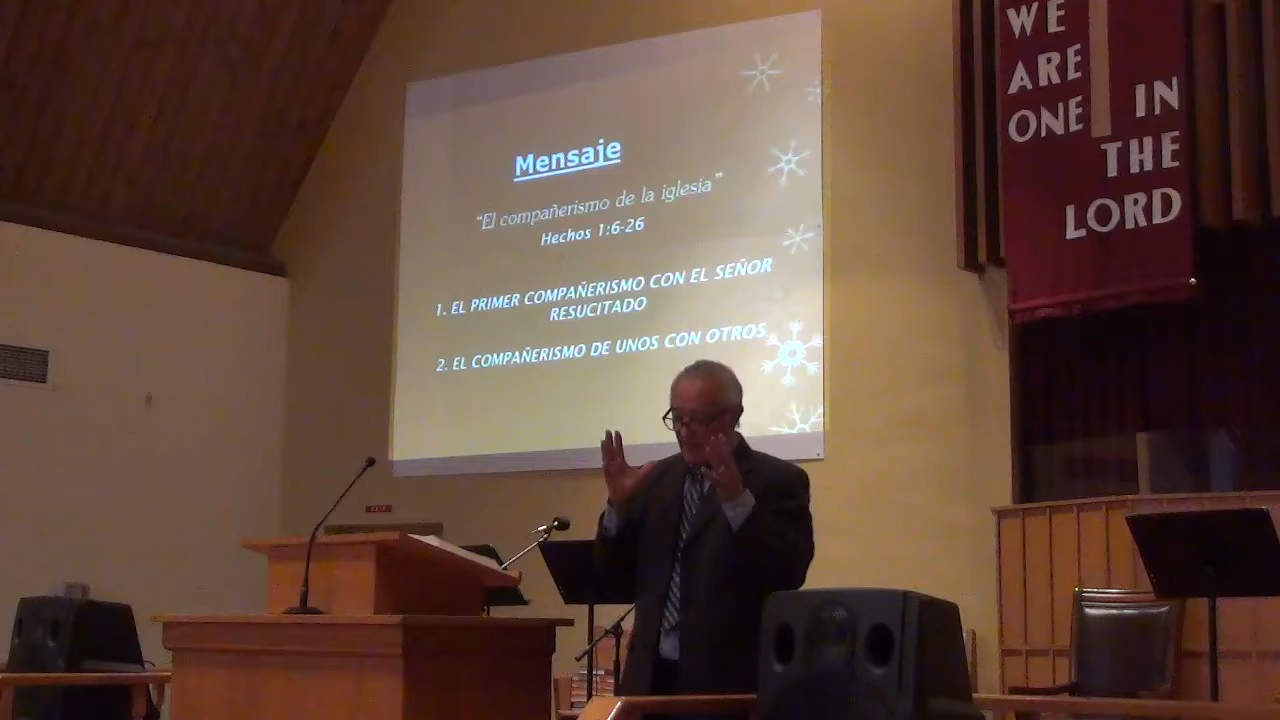 Mensaje
“El compañerismo de la iglesia”
Hechos 1:6-26
1. EL PRIMER COMPAÑERISMO CON EL SEÑOR
RESUCITADO
2. EL COMPAÑERISMO DE UNOS CON OTROS
WE
ARE
ONE IN
THE
LORD
EXIT